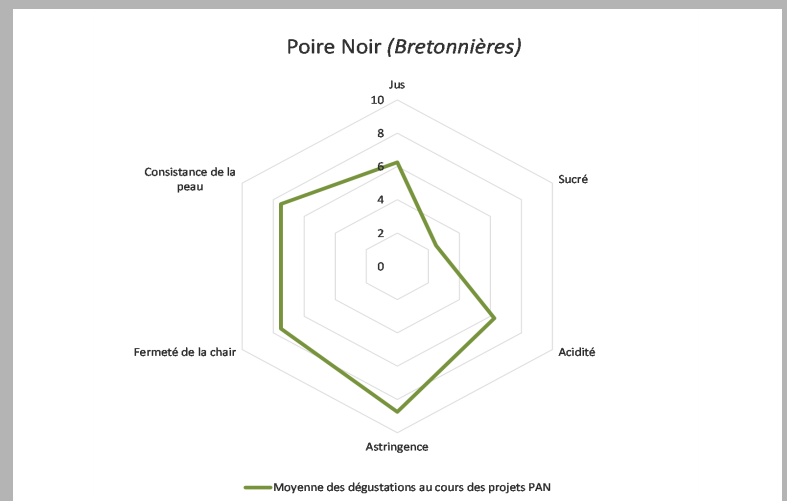 Poire Noir (Bretonnières)
Jus
10
8
6
4
2
0
Consistance de la
peau
Sucré
Fermeté de la chair
Acidité
Astringence
Moyenne des dégustations au cours des projets PAN